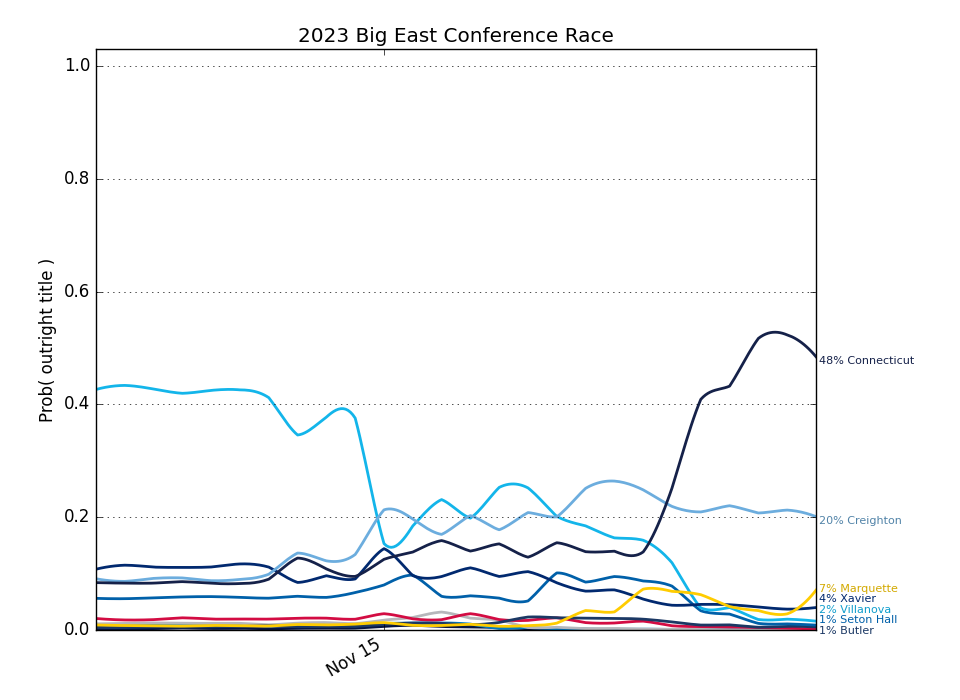 2023 Big East Conference Race
Prob( outright title )
1.0
0.8
0.6
0.4
0.2
0.0
Nov 15
48% Connecticut
20% Creighton
7% Marquette
4% Xavier
2% Villanova
1% Seton Hall
1% Butler